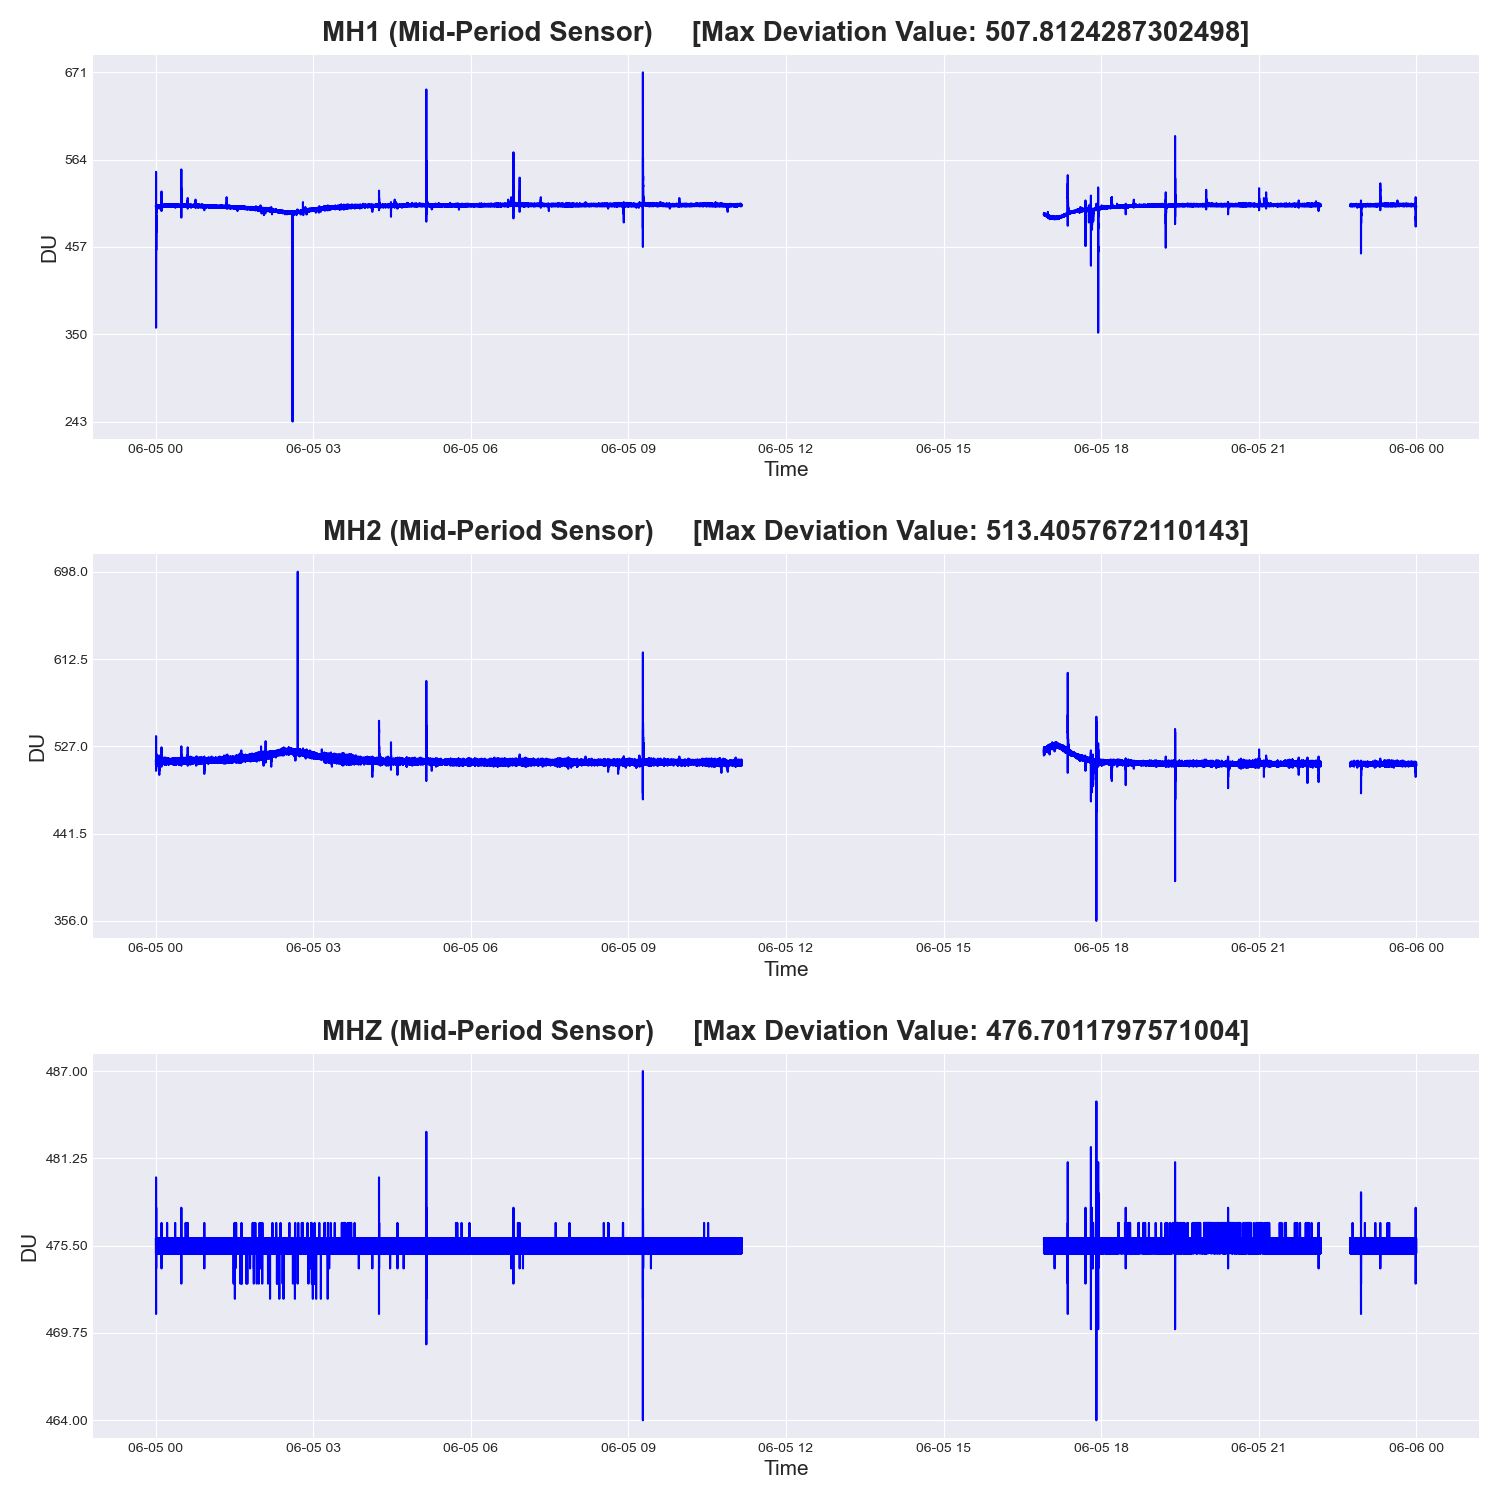 MH1 (Mid-Period Sensor) [Max Deviation Value: 507.8124287302498]
671
564
457
350
243
DU
06-05 00 06-05 03 06-05 06 06-05 09 06-05 12 06-05 15 06-05 18 06-05 21 06-06 00
Time
MH2 (Mid-Period Sensor) [Max Deviation Value: 513.4057672110143]
698.0
612.5
527.0
441.5
356.0
DU
06-05 00 06-05 03 06-05 06 06-05 09 06-05 12 06-05 15 06-05 18 06-05 21 06-06 00
Time
MHZ (Mid-Period Sensor) [Max Deviation Value: 476.7011797571004]
487.00
481.25
475.50
469.75
464.00
DU
06-05 00 06-05 03 06-05 06 06-05 09 06-05 12 06-05 15 06-05 18 06-05 21 06-06 00
Time